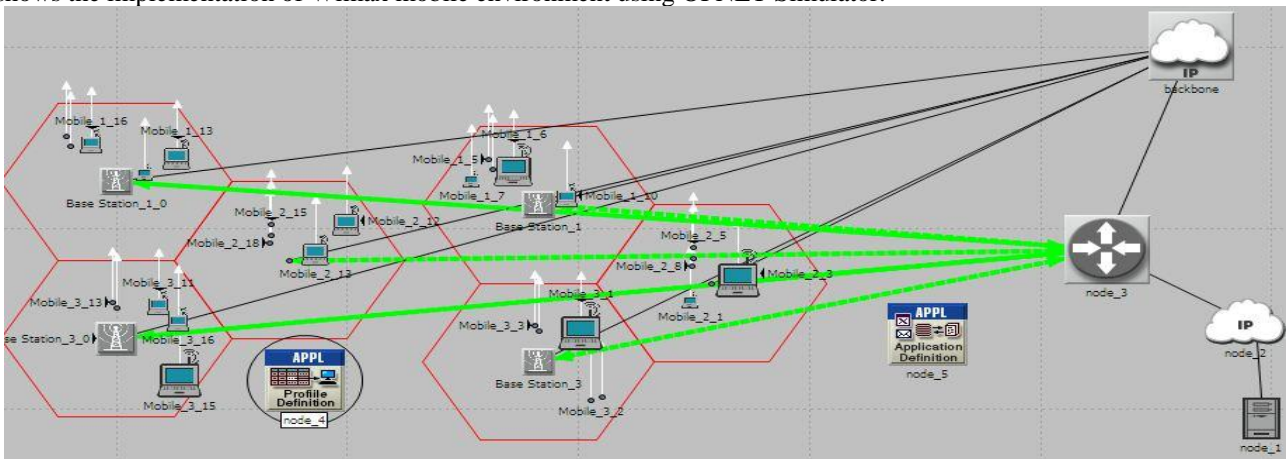 shows the implementation of Wimax mobile environment using OPNET Simulator.
IP
backbone
Mobile_1_16
Mobile_1_13
Base Station_1_0
Mobile_1_6
Mobile_1_5
Mobile_1_7
Mobile_1_10
Base Station_1
Mobile_2_15
Mobile_2_12
Mobile_2_18
Mobile_2_13
Mobile_2_5
Mobile_2_8
Mobile_2_3
Mobile_2_1
node_3
Mobile_3_11
Mobile_3_13
se Station_3_0
Mobile_3_16
Mobile_3_15
APPL
Profile
Definition
node_4
Mobile_3_1
Mobile_3_3
Base Station_3
Mobile_3_2
APPL
Application
Definition
node_5
IP
node_2
node_1